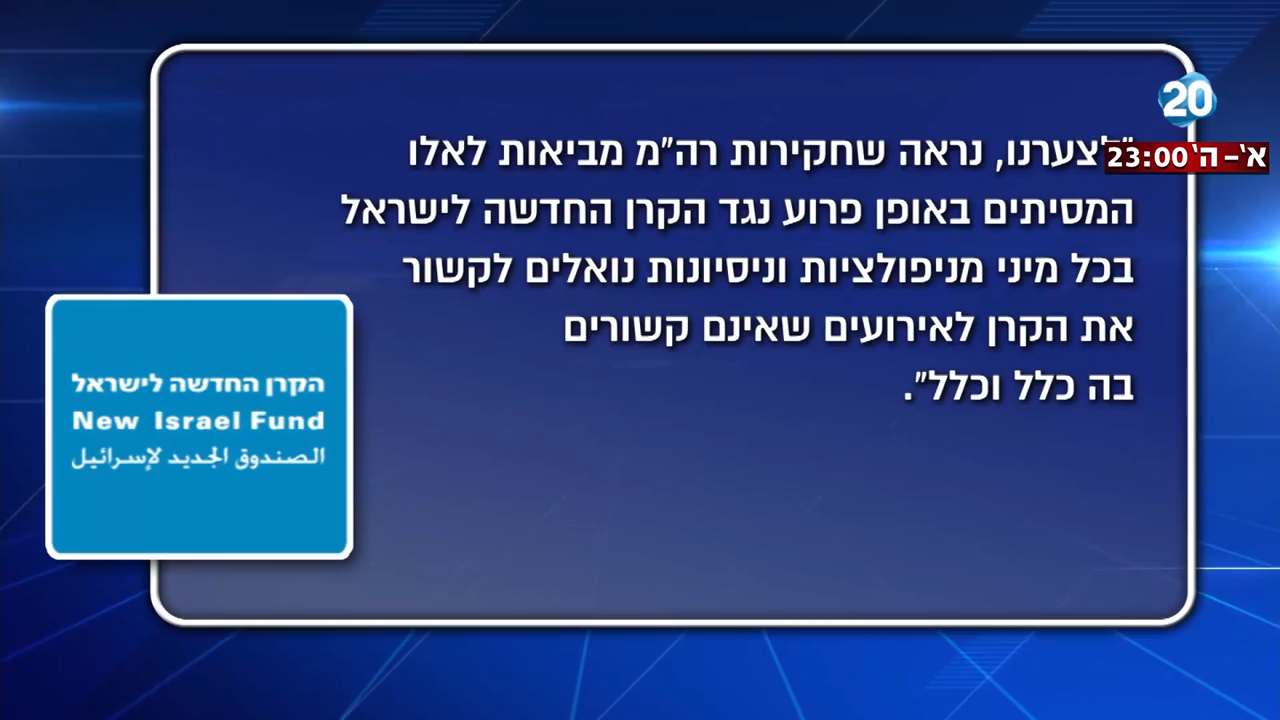 20
א'-ה' 23:00
"לצערנו, נראה שחקירות רה"מ מביאות לאלו
המסיתים באופן פרוע נגד הקרן החדשה לישראל
בכל מיני מניפולציות וניסיונות נואלים לקשור
את הקרן לאירועים שאינם קשורים
בה כלל וכלל".
הקרן החדשה לישראל
New Israel Fund
الصندوق الجديد لإسرائيل